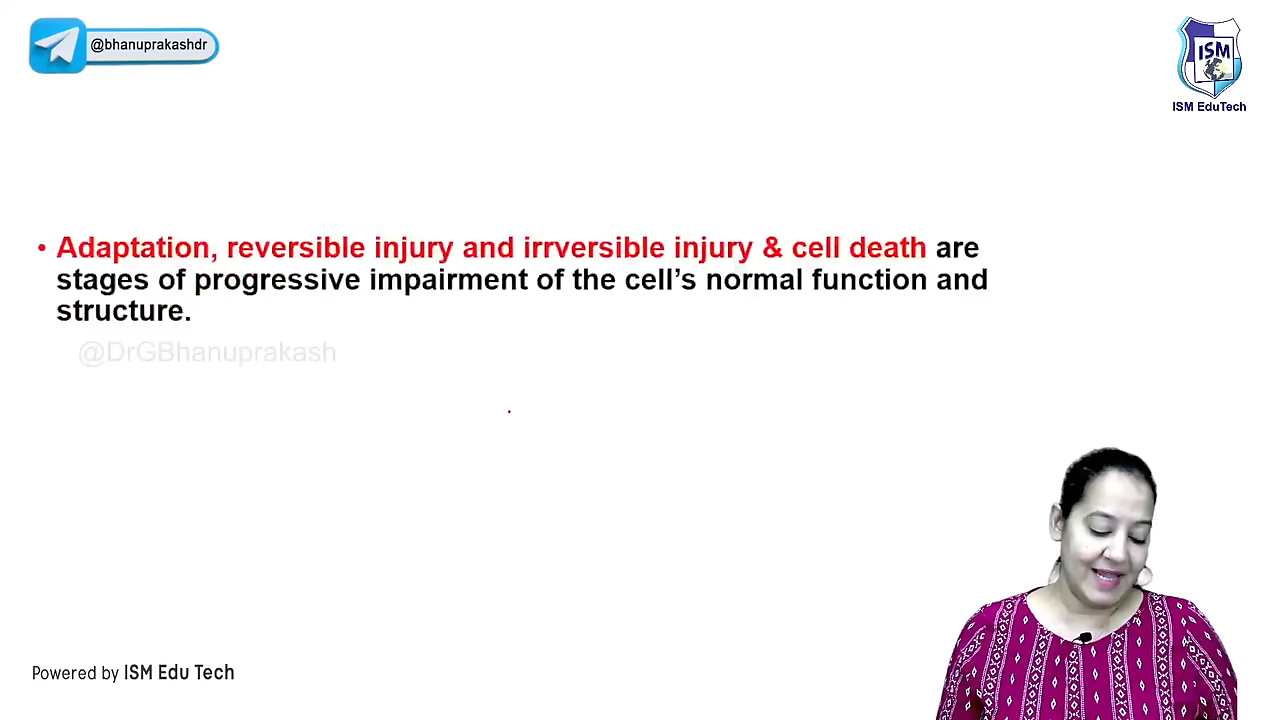 @bhanuprakashdr
ISM
ISM EduTech
• Adaptation, reversible injury and irrversible injury & cell death are
stages of progressive impairment of the cell’s normal function and
structure.
@DrGBhanuprakash
Powered by ISM Edu Tech